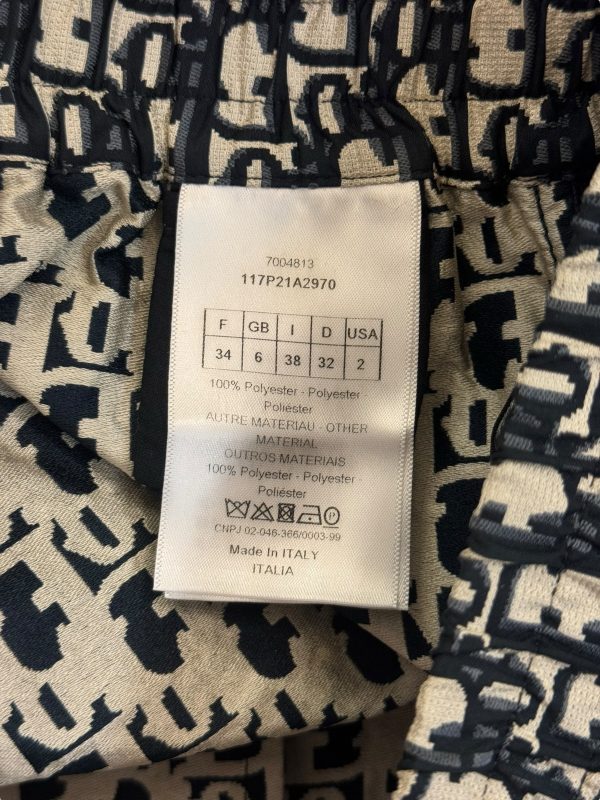 7004813
117P21A2970
F GB I D USA
34 6 38 32 2
100% Polyester - Polyester
Poliester
AUTRE MATERIAU - OTHER
MATERIAL
OUTROS MATERIAIS
100% Polyester - Polyester
Poliéster
CNPJ 02-046-366/0003-99
Made In ITALY
ITALIA